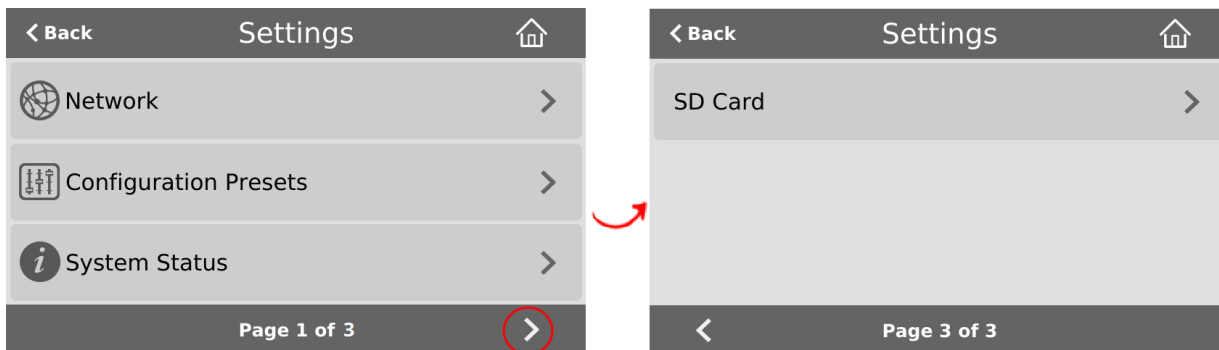 Back Settings
Network
Configuration Presets
i System Status
Page 1 of 3
Back Settings
SD Card
Page 3 of 3